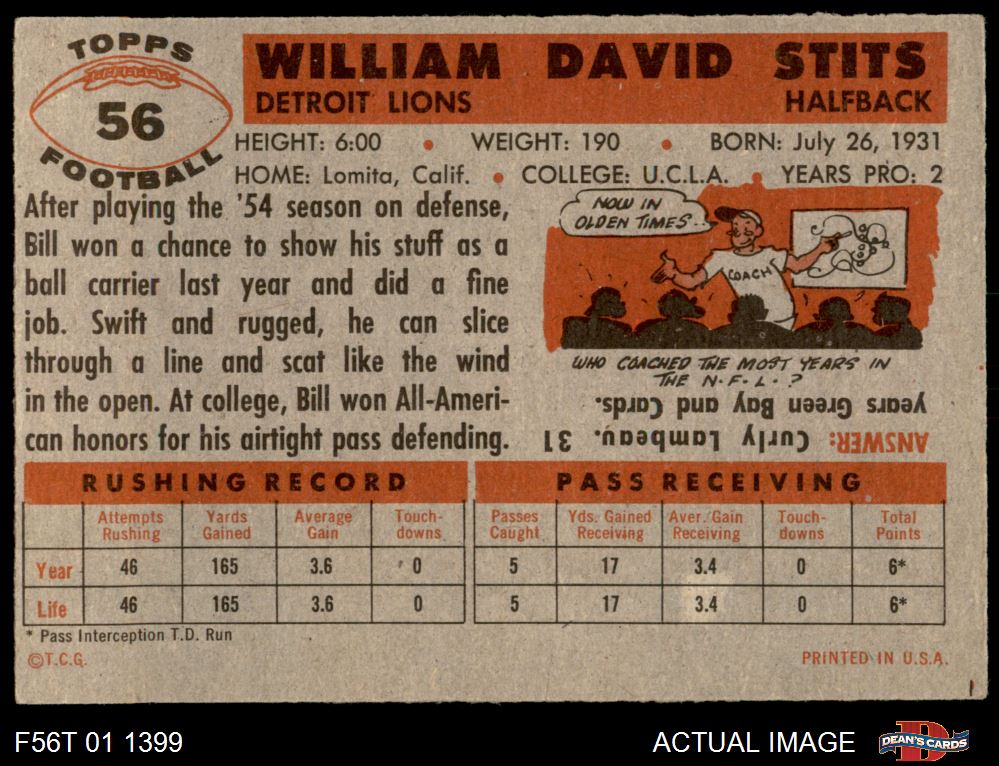 TOPPS
56
FOOTBALL
WILLIAM DAVID STITS
DETROIT LIONS HALFBACK
HEIGHT: 6:00 • WEIGHT: 190 • BORN: July 26, 1931
HOME: Lomita, Calif. • COLLEGE: U.C.L.A. • YEARS PRO: 2
After playing the '54 season on defense,
Bill won a chance to show his stuff as a
ball carrier last year and did a fine
job. Swift and rugged, he can slice
through a line and scat like the wind
in the open. At college, Bill won All-Ameri-
can honors for his airtight pass defending.
NOW IN
OLDEN TIMES..
COACH
WHO COACHED THE MOST YEARS IN
THE N·F·L·?
ANSWER: Curly Lambeau. 31
years Green Bay and Cards.
RUSHING RECORD
Attempts Rushing Yards Gained Average Gain Touch-downs
Year 46 165 3.6 0
Life 46 165 3.6 0
PASS RECEIVING
Passes Caught Yds. Gained Receiving Aver. Gain Receiving Touch-downs Total Points
5 17 3.4 0 6*
5 17 3.4 0 6*
* Pass Interception T.D. Run
©T.C.G. PRINTED IN U.S.A.
F56T 01 1399 ACTUAL IMAGE
D
DEAN'S CARDS